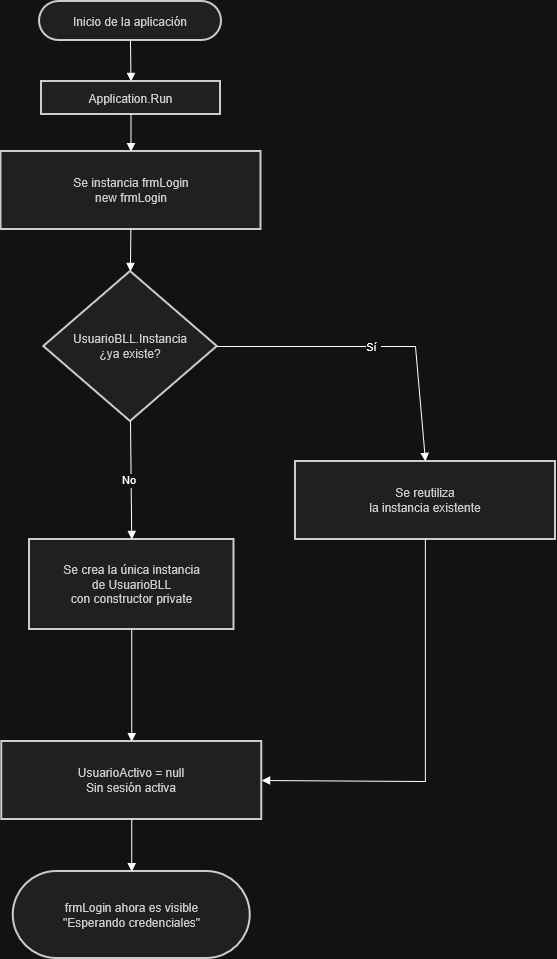 Inicio de la aplicación
Application.Run
Se instancia frmLogin
new frmLogin
UsuarioBLL.Instancia
¿ya existe?
Sí
No
Se reutiliza
la instancia existente
Se crea la única instancia
de UsuarioBLL
con constructor private
UsuarioActivo = null
Sin sesión activa
frmLogin ahora es visible
"Esperando credenciales"